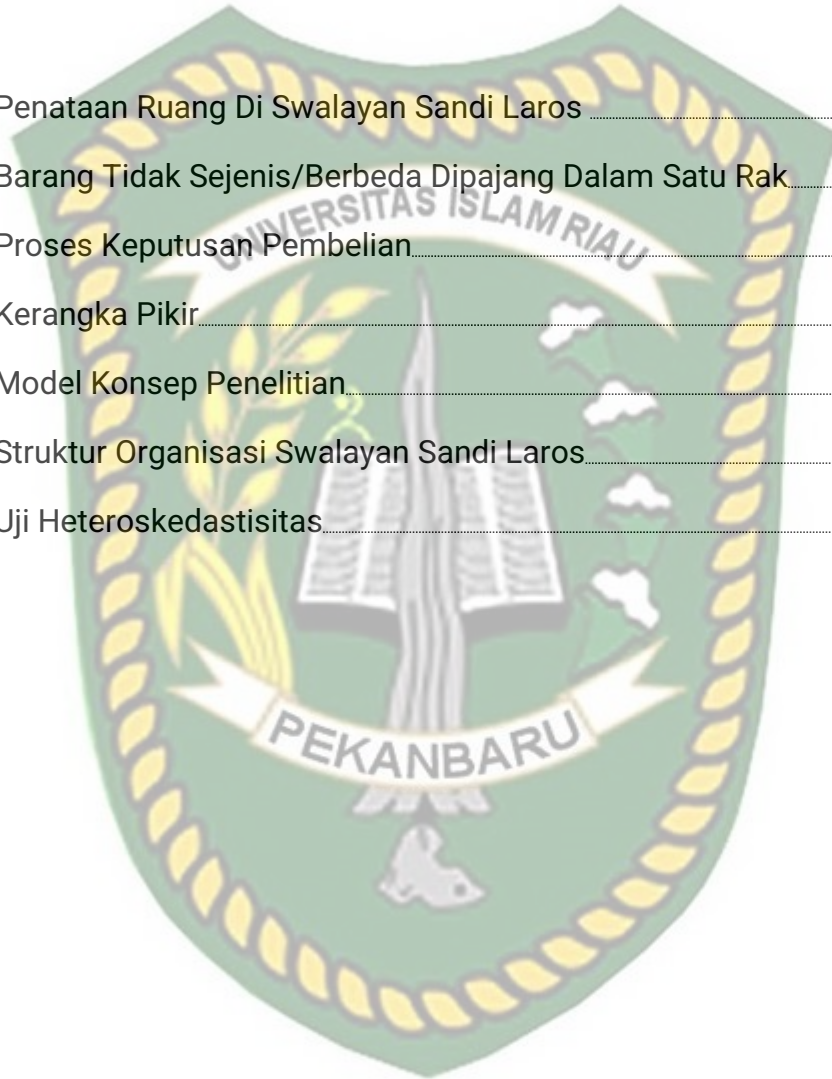 Penataan Ruang Di Swalayan Sandi Laros
Barang Tidak Sejenis/Berbeda Dipajang Dalam Satu Rak
UNIVERSITAS ISLAM RIAU
Proses Keputusan Pembelian
Kerangka Pikir
Model Konsep Penelitian
Struktur Organisasi Swalayan Sandi Laros
Uji Heteroskedastisitas
PEKANBARU